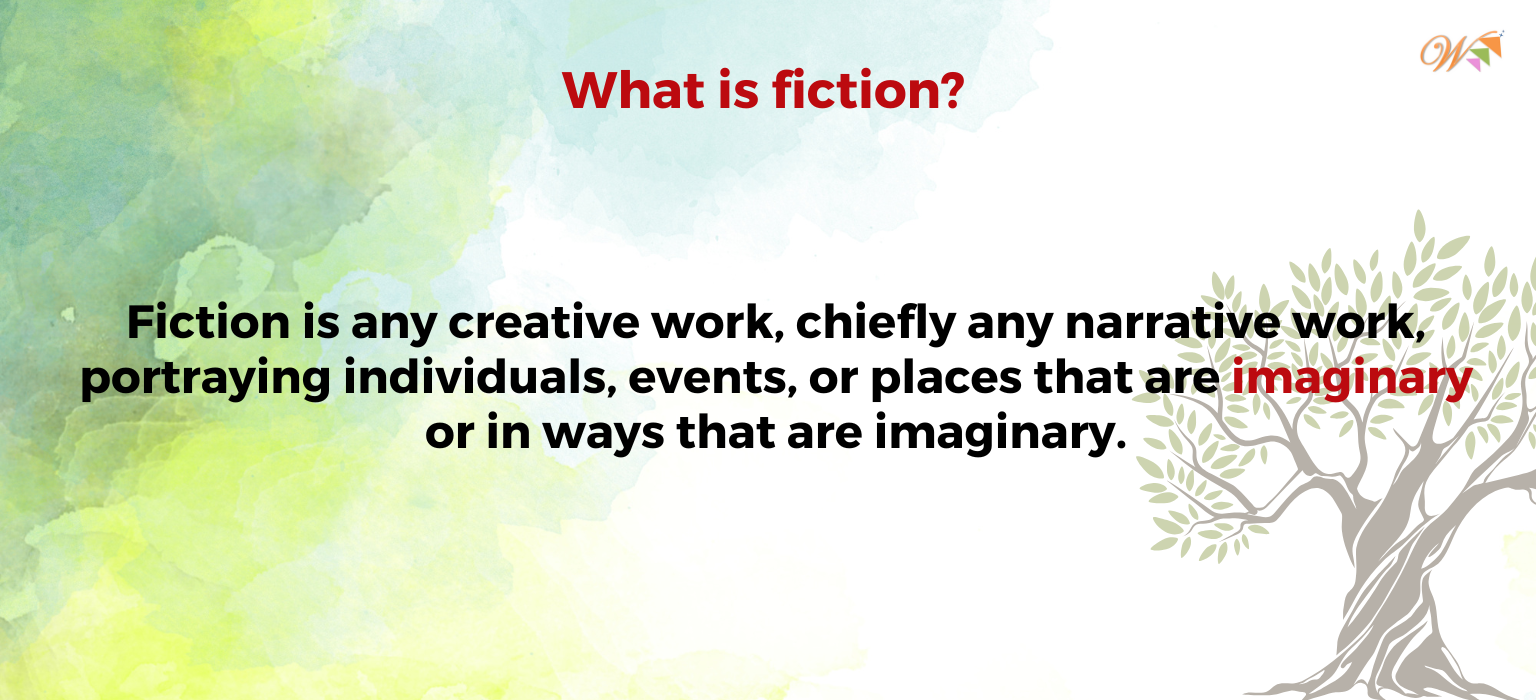 What is fiction?
Fiction is any creative work, chiefly any narrative work,
portraying individuals, events, or places that are imaginary
or in ways that are imaginary.
W